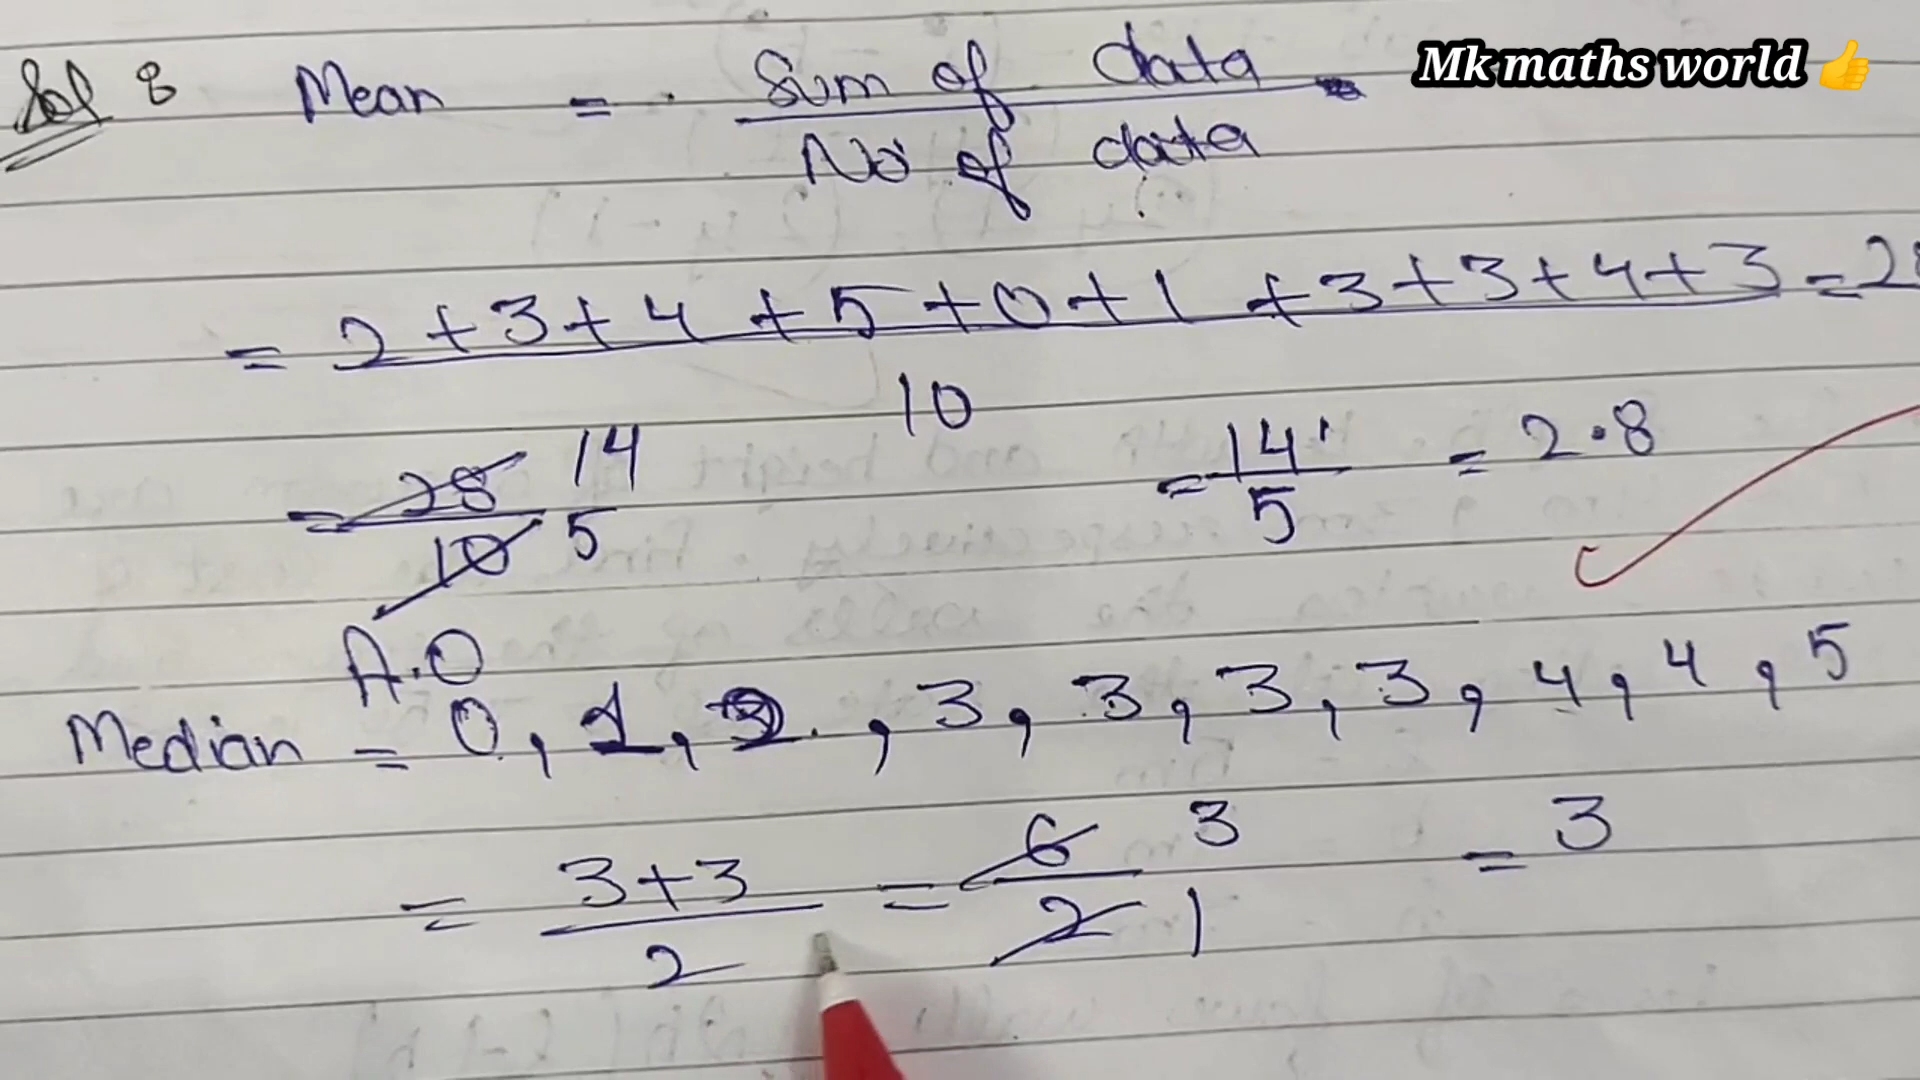 Mk maths world 👍
Sol 8 Mean = Sum of data
No of data
= 2+3+4+5+0+1+3+3+4+3 = 28
10
= 28 14 = 14 = 2.8
10 5 5
A.O
Median = 0, 1, 2, 3, 3, 3, 3, 4, 4, 5
= 3+3 = 6 3 = 3
2 2 1